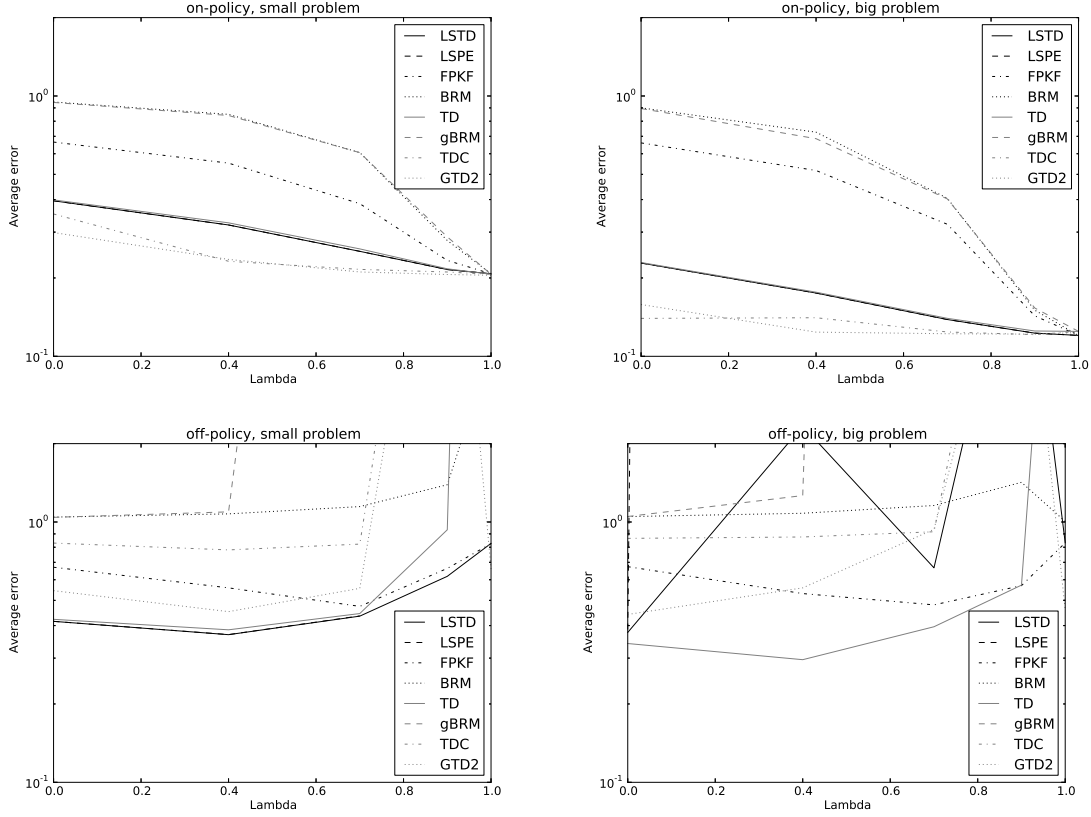 on-policy, small problem
10^0
10^-1
Average error
0.0 0.2 0.4 0.6 0.8 1.0
Lambda
LSTD
LSPE
FPKF
BRM
TD
gBRM
TDC
GTD2
on-policy, big problem
10^0
10^-1
Average error
0.0 0.2 0.4 0.6 0.8 1.0
Lambda
LSTD
LSPE
FPKF
BRM
TD
gBRM
TDC
GTD2
off-policy, small problem
10^0
10^-1
Average error
0.0 0.2 0.4 0.6 0.8 1.0
Lambda
LSTD
LSPE
FPKF
BRM
TD
gBRM
TDC
GTD2
off-policy, big problem
10^0
10^-1
Average error
0.0 0.2 0.4 0.6 0.8 1.0
Lambda
LSTD
LSPE
FPKF
BRM
TD
gBRM
TDC
GTD2